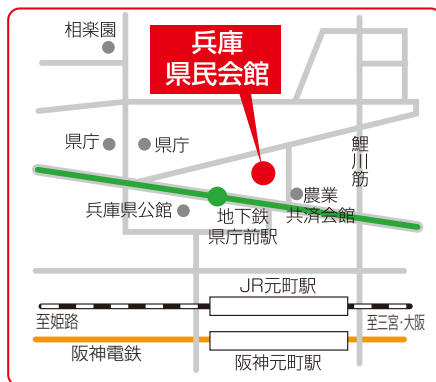 相楽園
兵庫
県民会館
県庁
県庁
鯉川筋
兵庫県公館
地下鉄
県庁前駅
農業
共済会館
JR元町駅
至姫路
至三宮・大阪
阪神電鉄
阪神元町駅